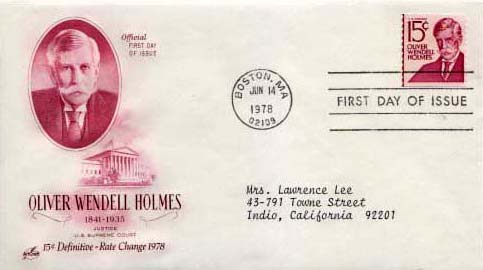 Official
FIRST DAY
OF ISSUE
OLIVER WENDELL HOLMES
1841-1935
JUSTICE
U.S. SUPREME COURT
15¢ Definitive - Rate Change 1978
BOSTON, MA
JUN 14
1978
02109
15¢
OLIVER
WENDELL
HOLMES
FIRST DAY OF ISSUE
Mrs. Lawrence Lee
43-791 Towne Street
Indio, California 92201